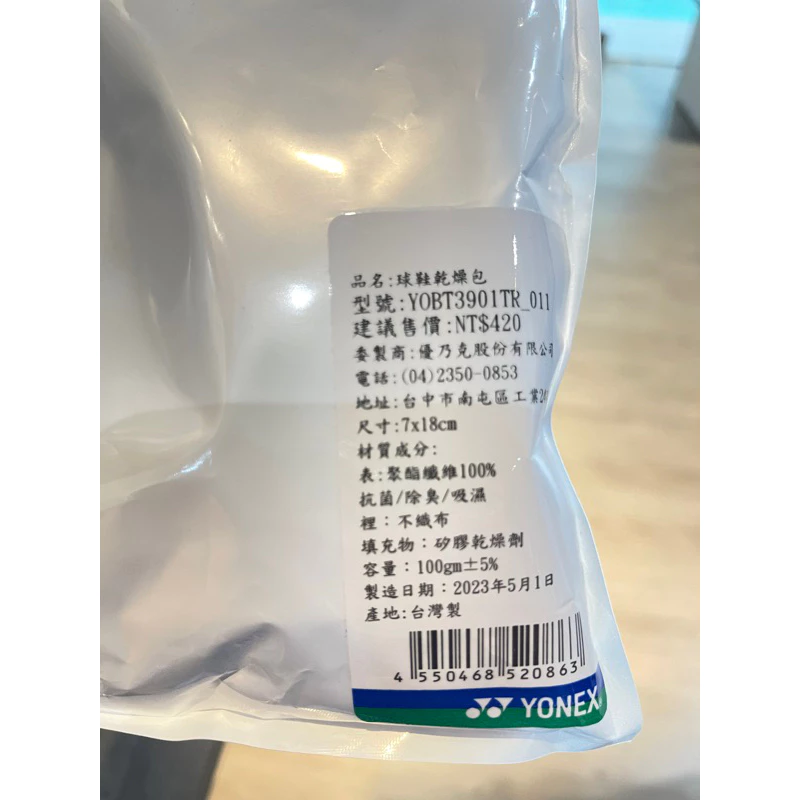 品名:球鞋乾燥包
型號:YOBT3901TR_011
建議售價:NT$420
委製商:優乃克股份有限公司
電話:(04)2350-0853
地址:台中市南屯區工業2
尺寸:7x18cm
材質成分:
表:聚酯纖維100%
抗菌/除臭/吸濕
裡：不織布
填充物：矽膠乾燥劑
容量：100gm±5%
製造日期：2023年5月1日
產地:台灣製
4 550468 520863
YONEX